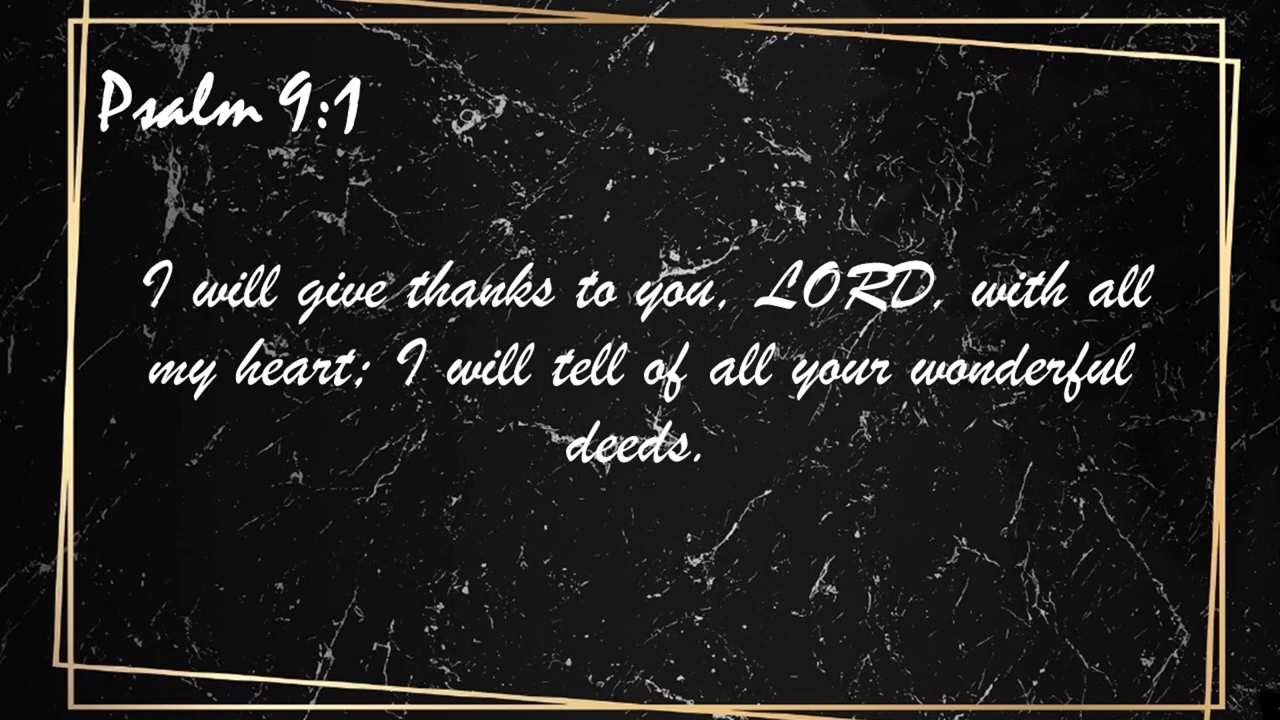 Psalm 9:1
I will give thanks to you, LORD, with all
my heart; I will tell of all your wonderful
deeds.